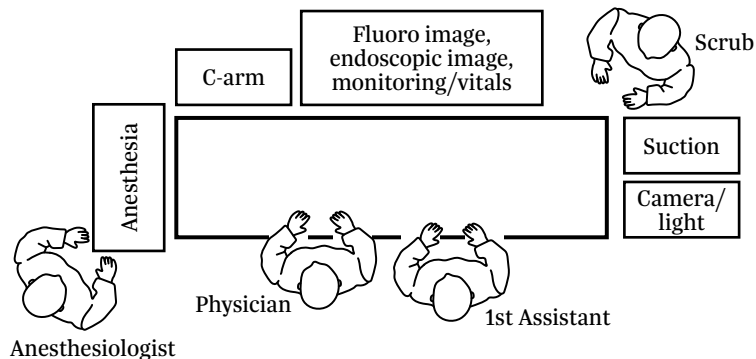 Fluoro image,
endoscopic image,
monitoring/vitals
Scrub
C-arm
Anesthesia
Suction
Camera/
light
Physician
1st Assistant
Anesthesiologist